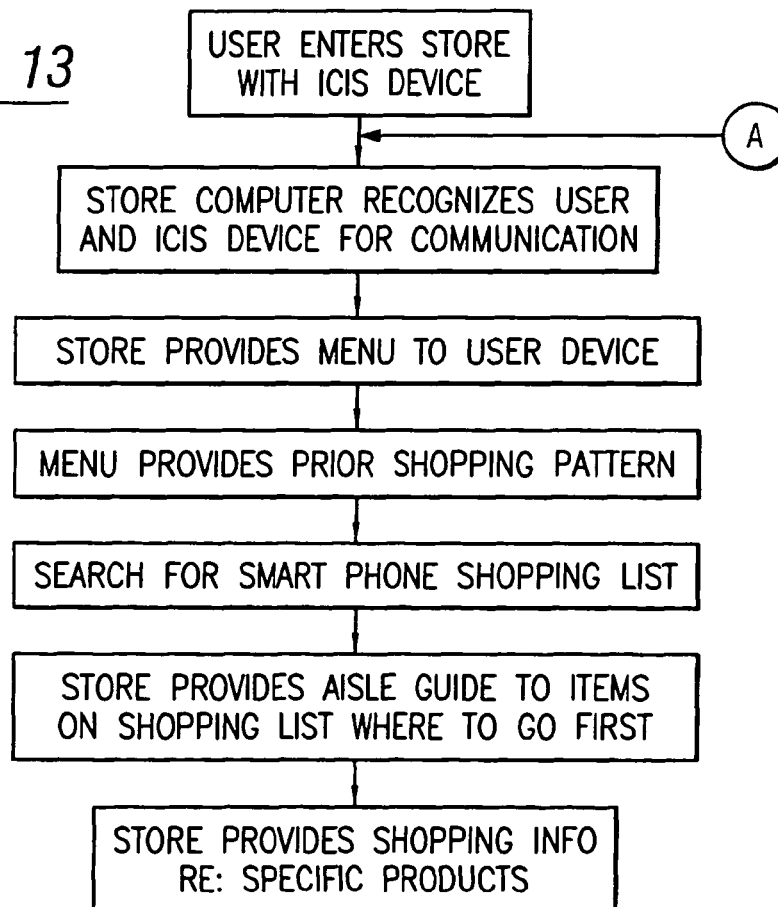 13
USER ENTERS STORE
WITH ICIS DEVICE
A
STORE COMPUTER RECOGNIZES USER
AND ICIS DEVICE FOR COMMUNICATION
STORE PROVIDES MENU TO USER DEVICE
MENU PROVIDES PRIOR SHOPPING PATTERN
SEARCH FOR SMART PHONE SHOPPING LIST
STORE PROVIDES AISLE GUIDE TO ITEMS
ON SHOPPING LIST WHERE TO GO FIRST
STORE PROVIDES SHOPPING INFO
RE: SPECIFIC PRODUCTS